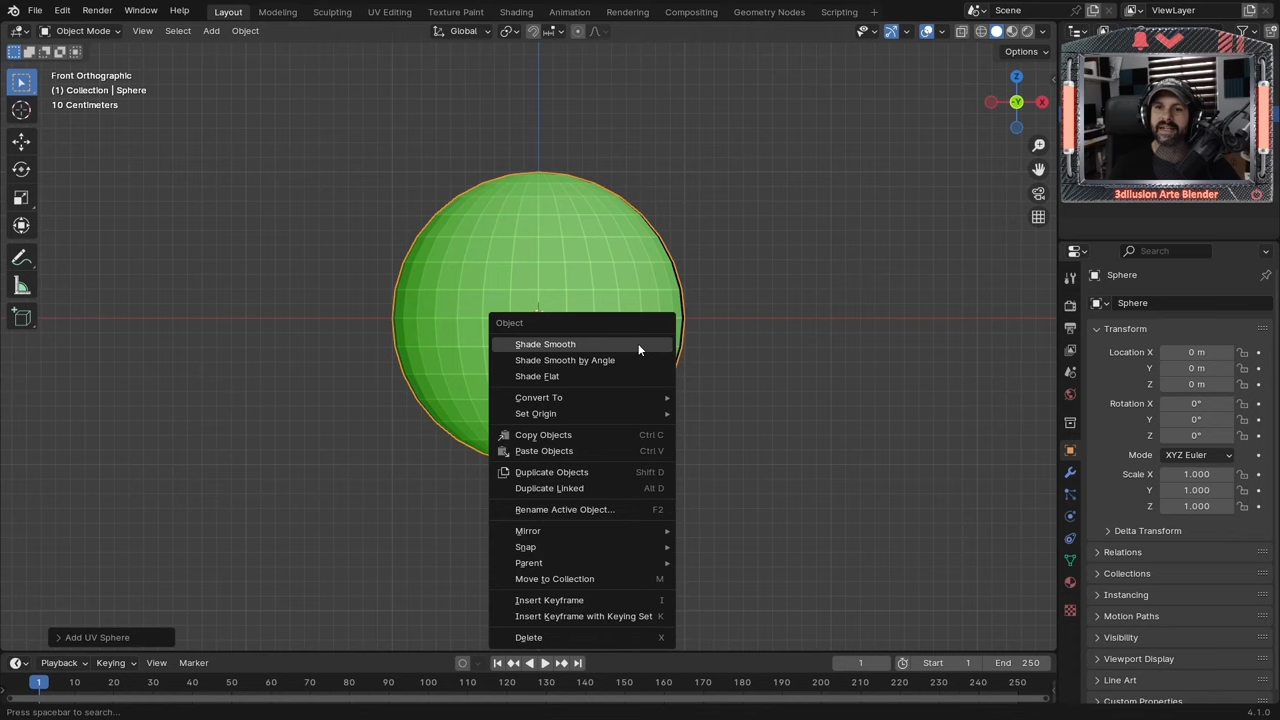 File Edit Render Window Help
Layout Modeling Sculpting UV Editing Texture Paint Shading Animation Rendering Compositing Geometry Nodes Scripting +
Scene
ViewLayer
Object Mode View Select Add Object
Global
Options
Front Orthographic
(1) Collection | Sphere
10 Centimeters
Z
-Y
X
3dilusion Arte Blender
Object
Shade Smooth
Shade Smooth by Angle
Shade Flat
Convert To
Set Origin
Copy Objects Ctrl C
Paste Objects Ctrl V
Duplicate Objects Shift D
Duplicate Linked Alt D
Rename Active Object... F2
Mirror
Snap
Parent
Move to Collection M
Insert Keyframe I
Insert Keyframe with Keying Set K
Delete X
Search
Sphere
Sphere
Transform
Location X 0 m
Y 0 m
Z 0 m
Rotation X 0°
Y 0°
Z 0°
Mode XYZ Euler
Scale X 1.000
Y 1.000
Z 1.000
Delta Transform
Relations
Collections
Instancing
Motion Paths
Visibility
Viewport Display
Line Art
Custom Properties
Add UV Sphere
Playback Keying View Marker
1 Start 1 End 250
1 10 20 30 40 50 60 70 80 90 100 110 120 130 140 150 160 170 180 190 200 210 220 230 240 250
Press spacebar to search...
4.1.0